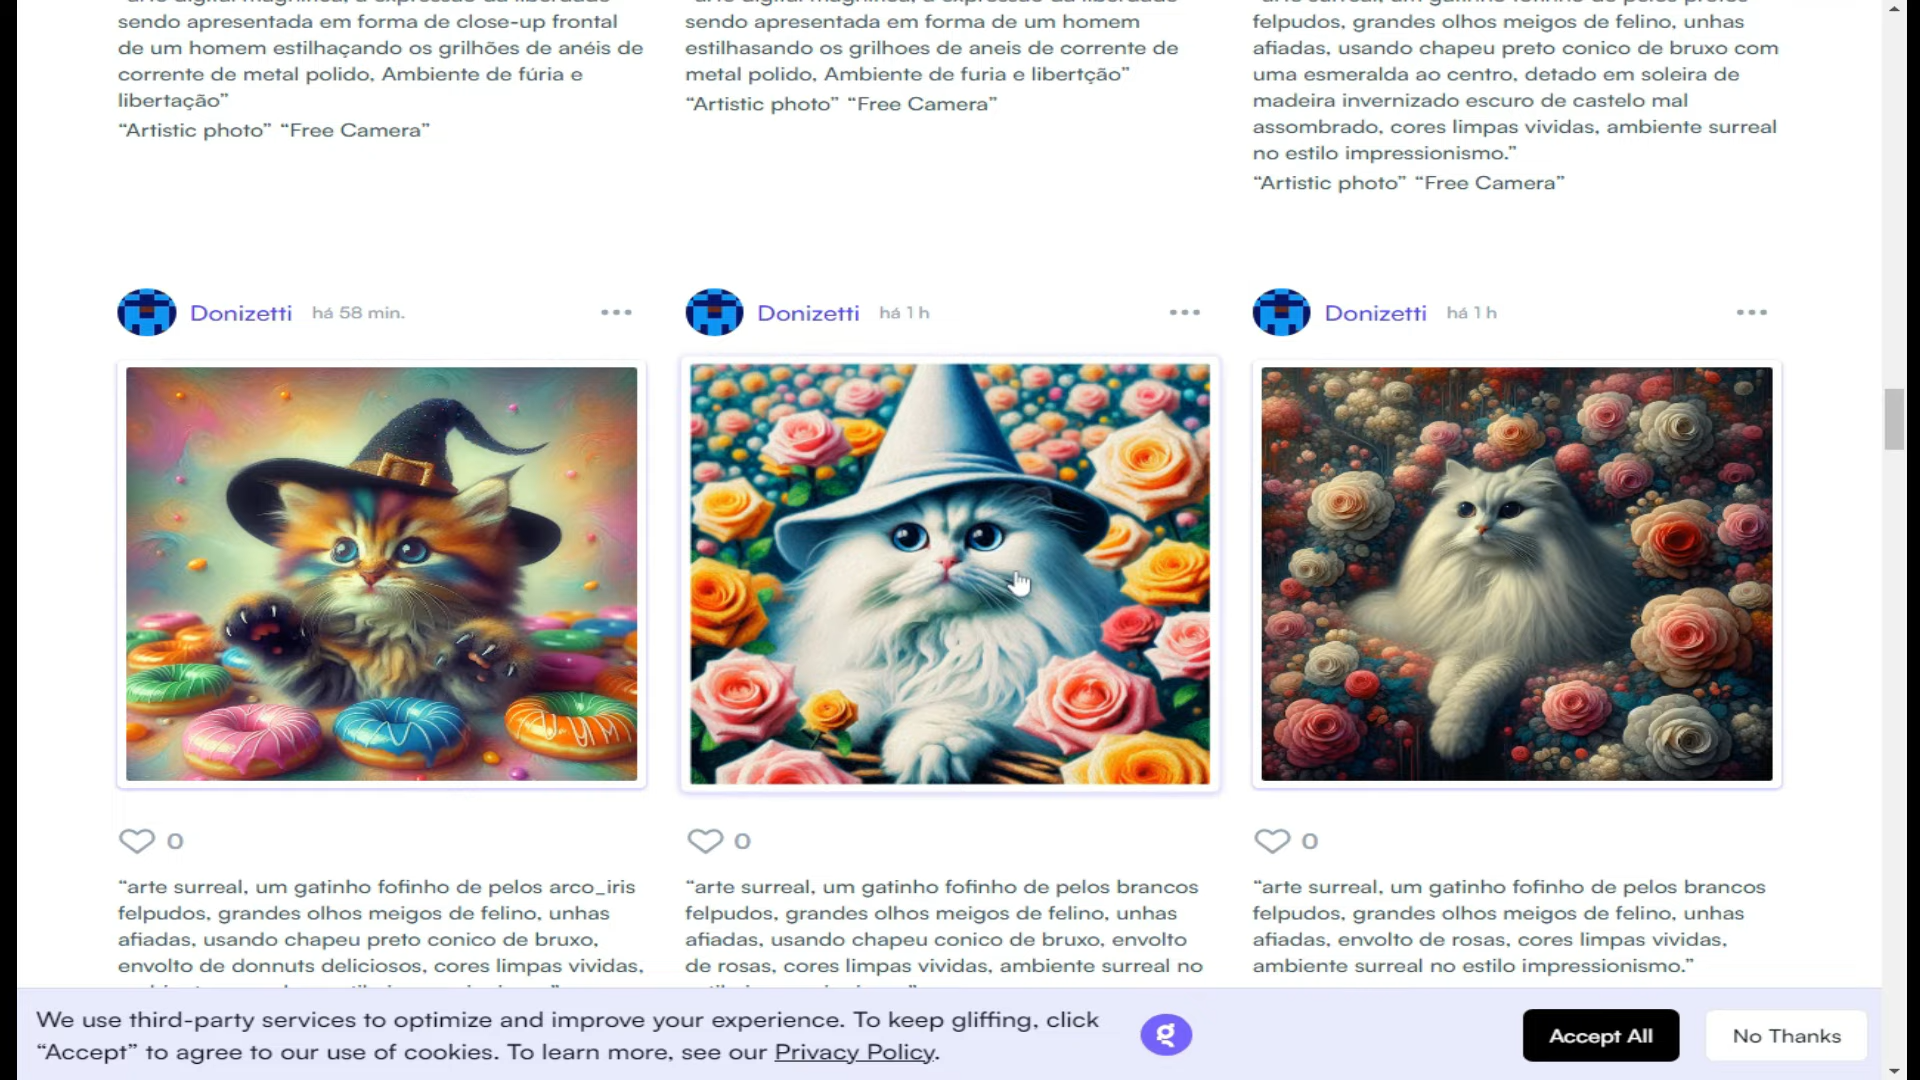 sendo apresentada em forma de close-up frontal
de um homem estilhaçando os grilhões de anéis de
corrente de metal polido, Ambiente de fúria e
libertação”
“Artistic photo” “Free Camera”
sendo apresentada em forma de um homem
estilhasando os grilhoes de aneis de corrente de
metal polido, Ambiente de furia e libertção”
“Artistic photo” “Free Camera”
felpudos, grandes olhos meigos de felino, unhas
afiadas, usando chapeu preto conico de bruxo com
uma esmeralda ao centro, detado em soleira de
madeira invernizado escuro de castelo mal
assombrado, cores limpas vividas, ambiente surreal
no estilo impressionismo.”
“Artistic photo” “Free Camera”
Donizetti há 58 min.
Donizetti há 1 h
Donizetti há 1 h
0
0
0
“arte surreal, um gatinho fofinho de pelos arco_iris
felpudos, grandes olhos meigos de felino, unhas
afiadas, usando chapeu preto conico de bruxo,
envolto de donnuts deliciosos, cores limpas vividas,
“arte surreal, um gatinho fofinho de pelos brancos
felpudos, grandes olhos meigos de felino, unhas
afiadas, usando chapeu conico de bruxo, envolto
de rosas, cores limpas vividas, ambiente surreal no
“arte surreal, um gatinho fofinho de pelos brancos
felpudos, grandes olhos meigos de felino, unhas
afiadas, envolto de rosas, cores limpas vividas,
ambiente surreal no estilo impressionismo.”
We use third-party services to optimize and improve your experience. To keep gliffing, click
“Accept” to agree to our use of cookies. To learn more, see our Privacy Policy.
g
Accept All
No Thanks